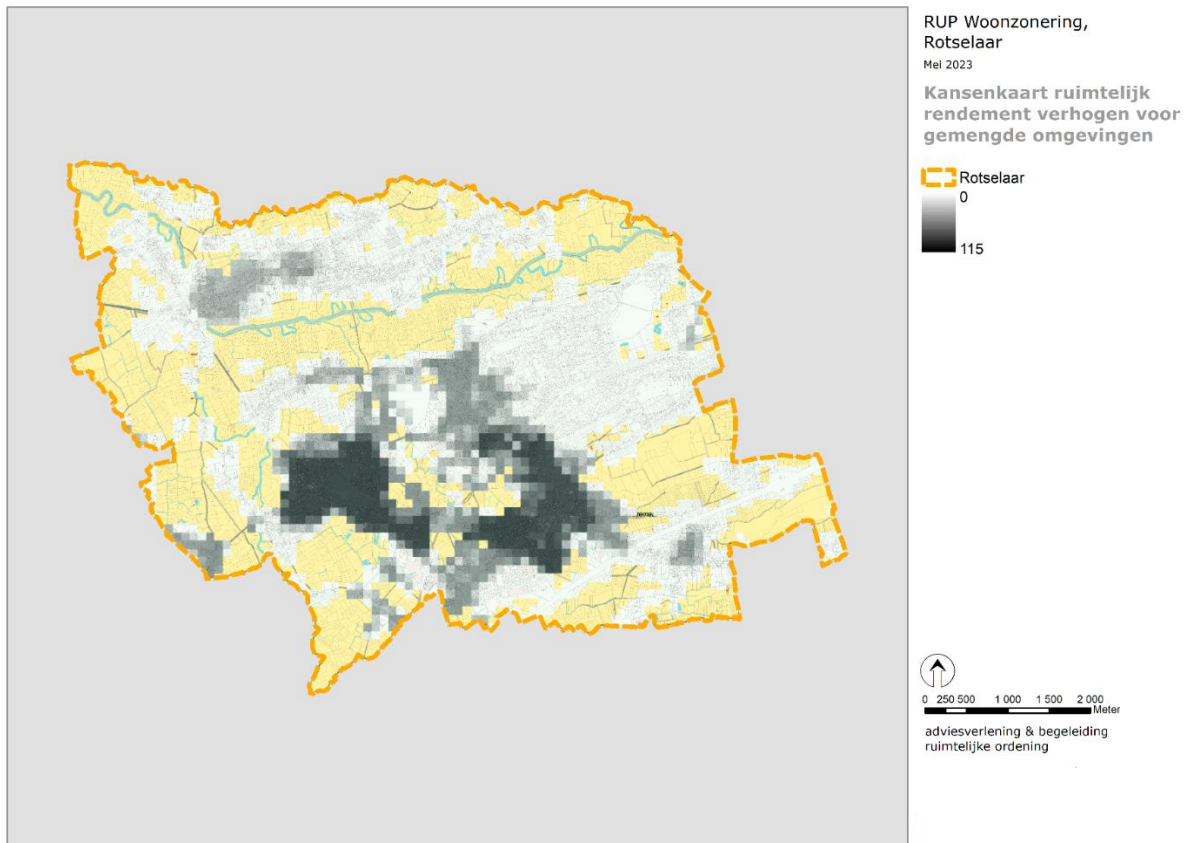 RUP Woonzonering,
Rotselaar
Mei 2023
Kansenkaart ruimtelijk
rendement verhogen voor
gemengde omgevingen
Rotselaar
0
115
0 250 500 1 000 1 500 2 000
Meter
adviesverlening & begeleiding
ruimtelijke ordening